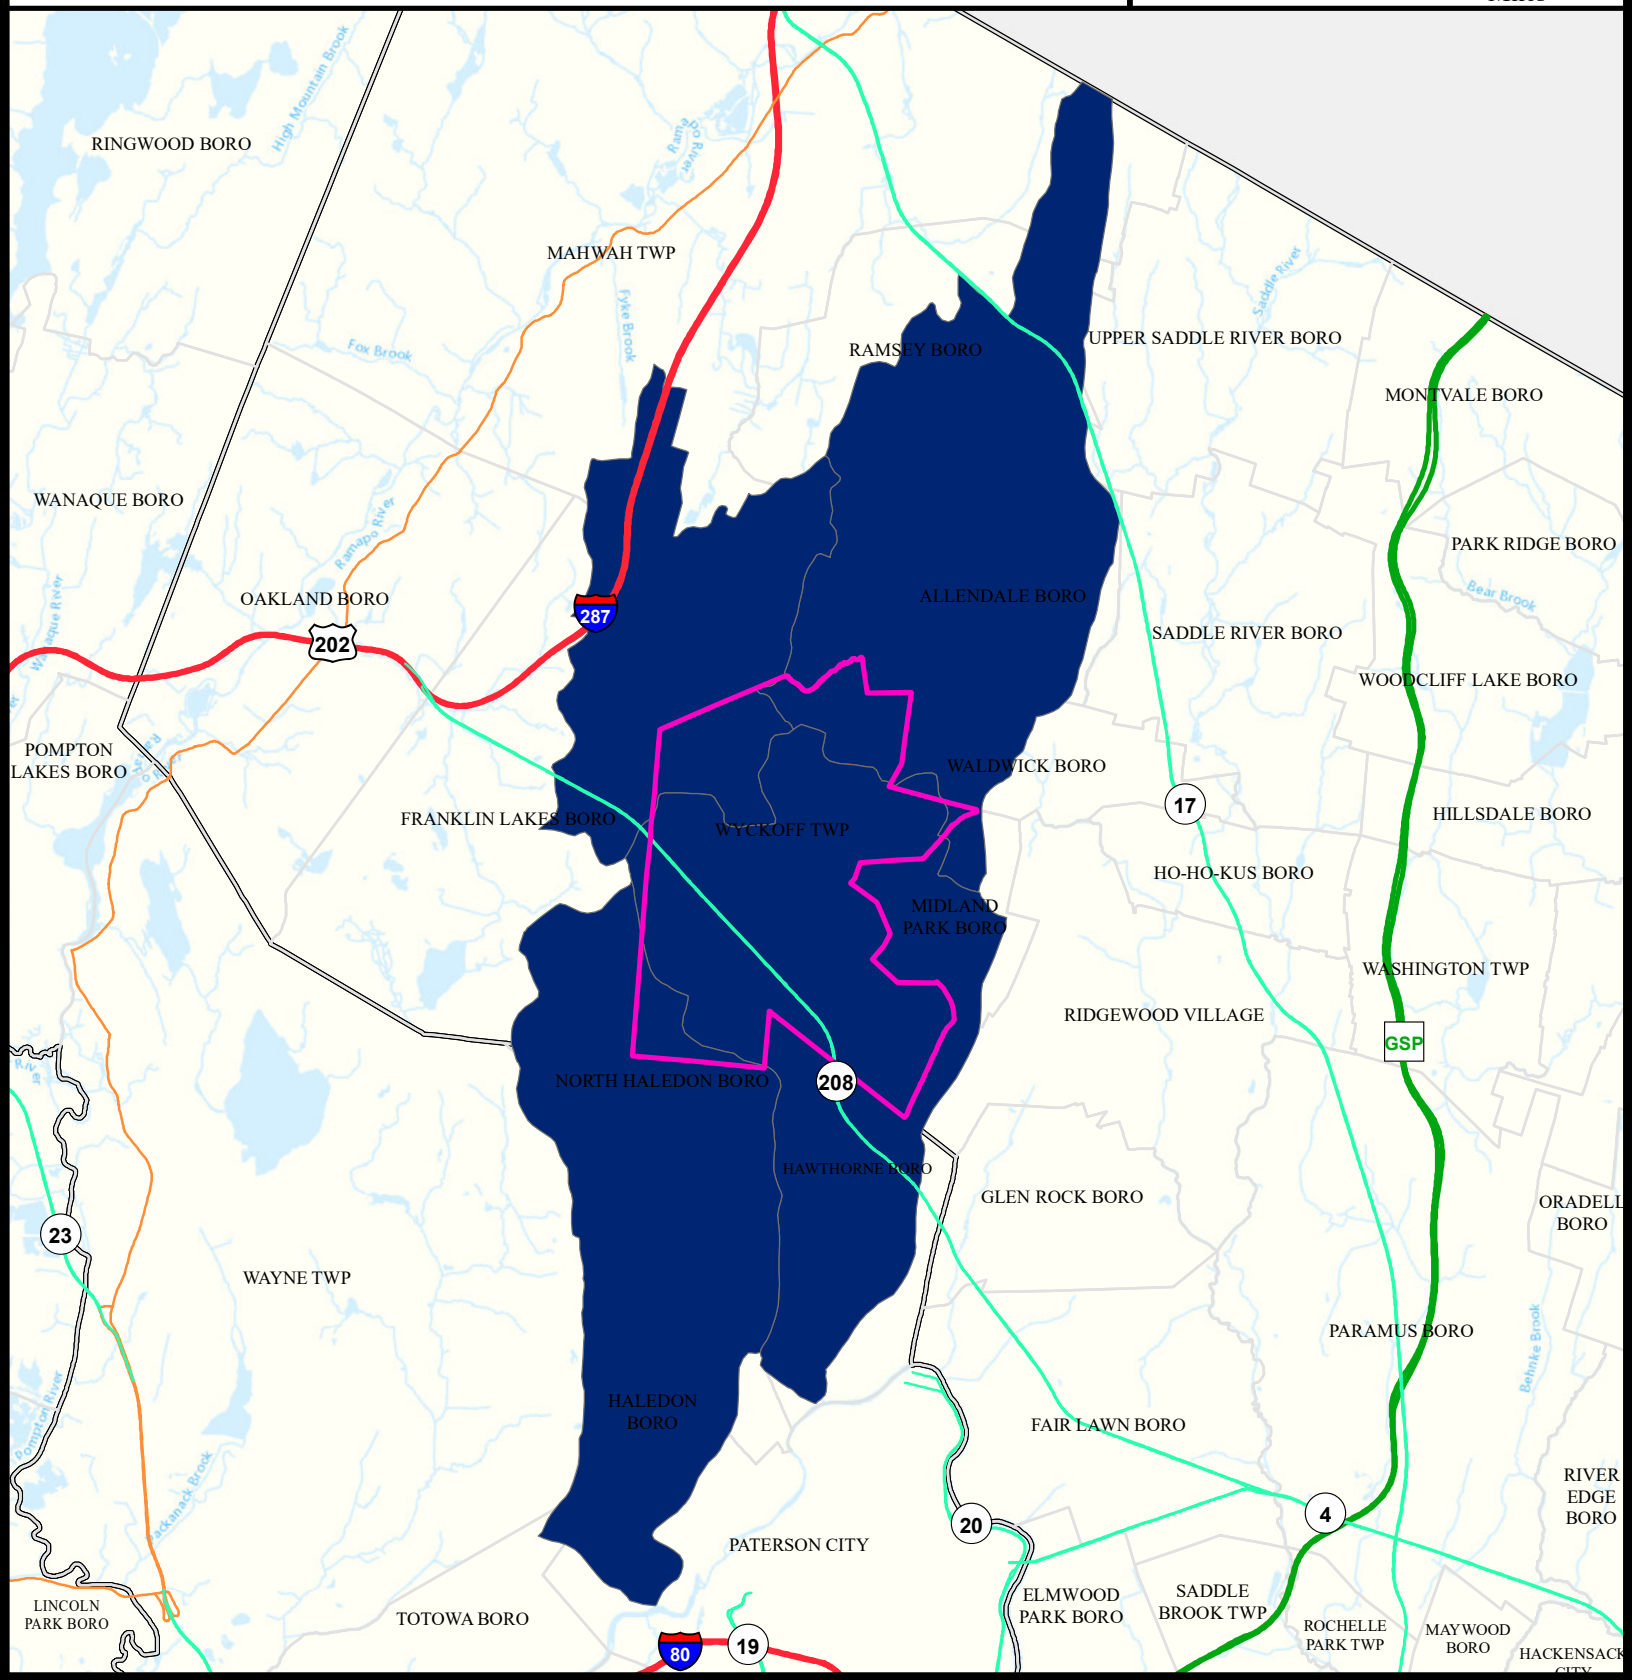 High Mountain Brook
RINGWOOD BORO
MAHWAH TWP
Fyke Brook
Saddle River
Fox Brook
RAMSEY BORO
UPPER SADDLE RIVER BORO
MONTVALE BORO
WANAQUE BORO
Ramapo River
PARK RIDGE BORO
Bear Brook
OAKLAND BORO
ALLENDALE BORO
287
202
SADDLE RIVER BORO
Wanaque River
WOODCLIFF LAKE BORO
POMPTON
LAKES BORO
WALDWICK BORO
17
FRANKLIN LAKES BORO
WYCKOFF TWP
HILLSDALE BORO
HO-HO-KUS BORO
MIDLAND
PARK BORO
WASHINGTON TWP
RIDGEWOOD VILLAGE
GSP
River
NORTH HALEDON BORO
208
HAWTHORNE BORO
GLEN ROCK BORO
ORADELL
BORO
23
WAYNE TWP
PARAMUS BORO
Behnke Brook
HALEDON
BORO
Pompton River
FAIR LAWN BORO
RIVER
EDGE
BORO
Packanack Brook
4
20
PATERSON CITY
ELMWOOD
PARK BORO
SADDLE
BROOK TWP
LINCOLN
PARK BORO
TOTOWA BORO
ROCHELLE
PARK TWP
MAYWOOD
BORO
80
19
HACKENSACK
CITY